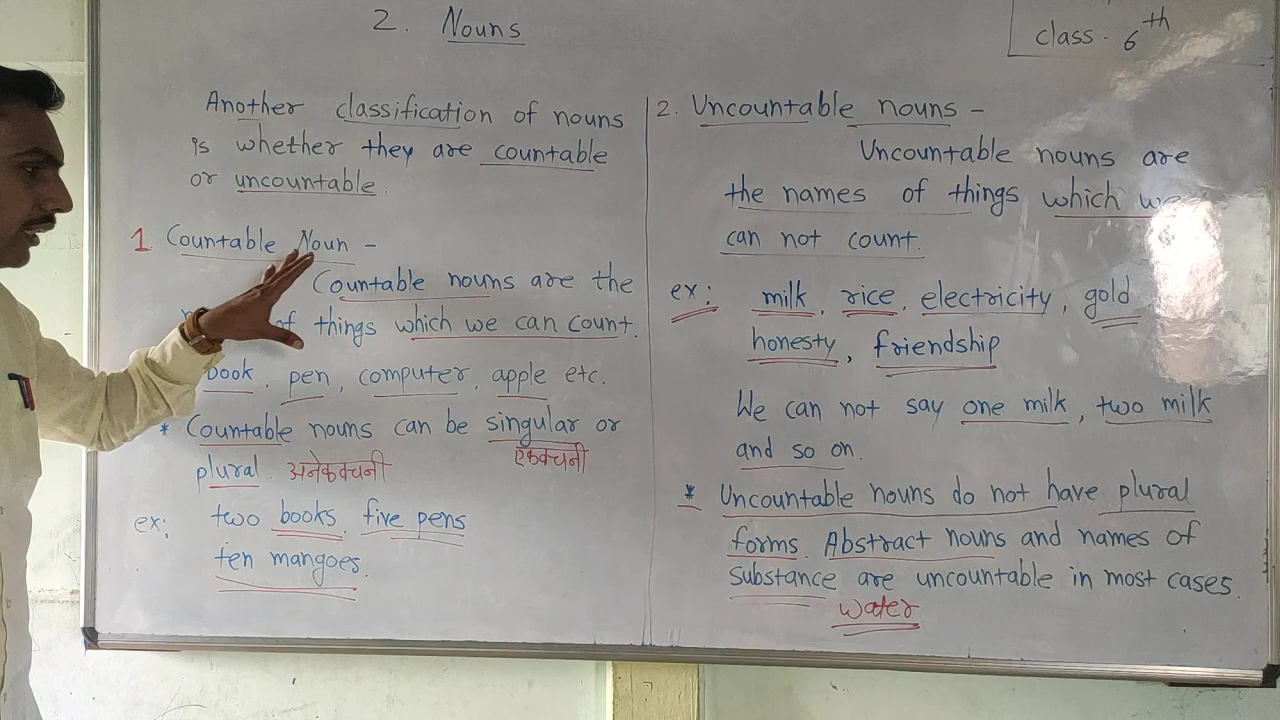 2. Nouns
class. 6th
Another classification of nouns
is whether they are countable
or uncountable.
1 Countable Noun -
Countable nouns are the
of things which we can count.
book, pen, computer, apple etc.
* Countable nouns can be singular or
एकवचनी
plural. अनेकवचनी
ex: two books, five pens
ten mangoes.
2. Uncountable nouns -
Uncountable nouns are
the names of things which we
can not count.
ex: milk, rice, electricity, gold
honesty, friendship
We can not say one milk, two milk
and so on.
* Uncountable nouns do not have plural
forms. Abstract nouns and names of
substance are uncountable in most cases.
water